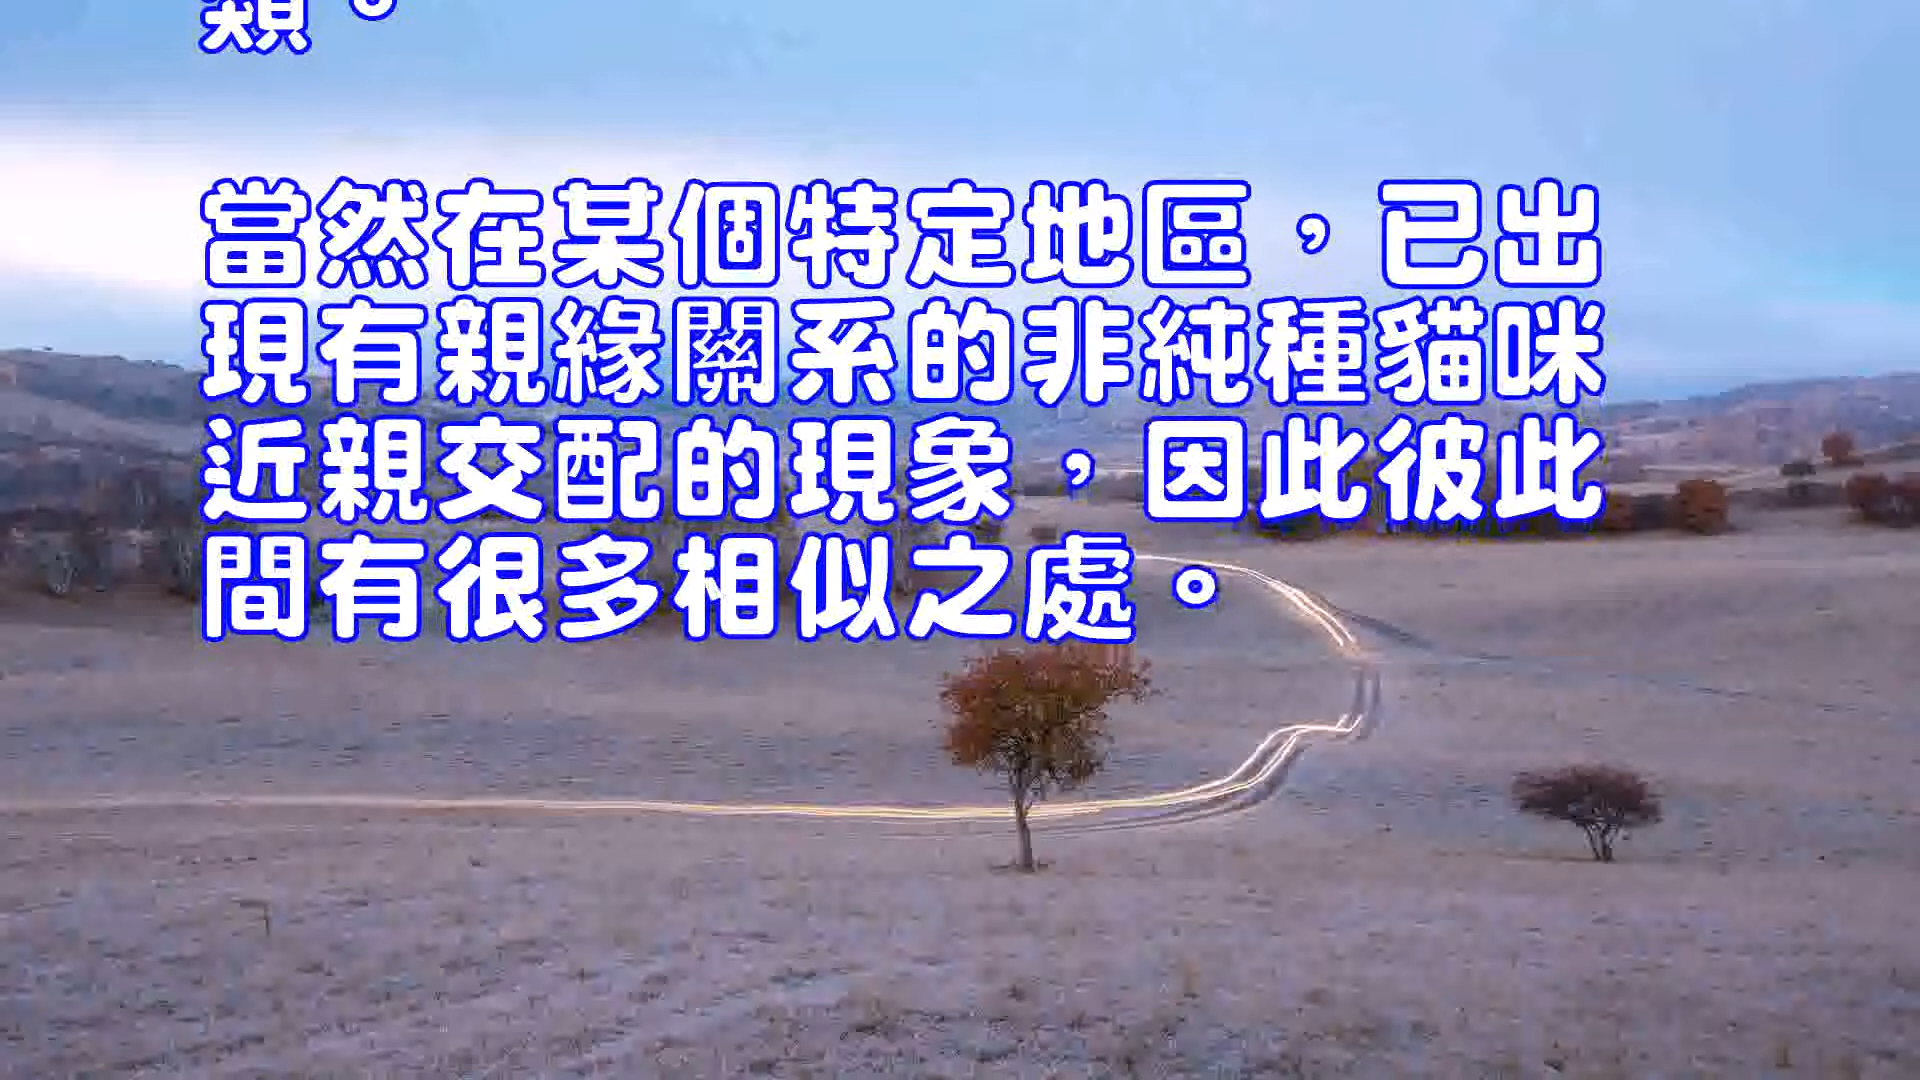 類。
當然在某個特定地區，已出
現有親緣關系的非純種貓咪
近親交配的現象，因此彼此
間有很多相似之處。